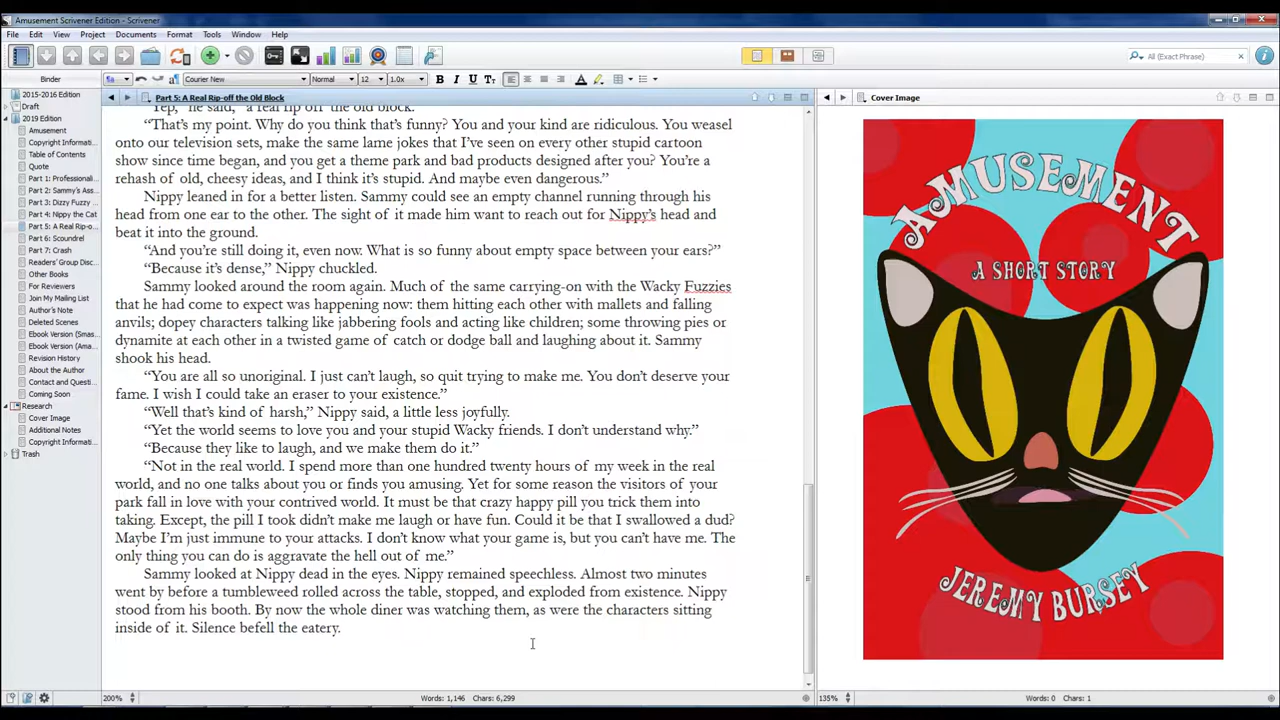 Amusement Scrivener Edition - Scrivener
File Edit View Project Documents Format Tools Window Help
All (Exact Phrase)
Binder
Courier New Normal 12 1.0x B I U
2015-2016 Edition
Draft
2019 Edition
Amusement
Copyright Informati...
Table of Contents
Quote
Part 1: Professionali...
Part 2: Sammy's Ass...
Part 3: Dizzy Fuzzy
Part 4: Nippy the Cat
Part 5: A Real Rip-o...
Part 6: Scoundrel
Part 7: Crash
Readers' Group Disc...
Other Books
For Reviewers
Join My Mailing List
Author's Note
Deleted Scenes
Ebook Version (Sm...
Ebook Version (Ama...
Revision History
About the Author
Contact and Questi...
Coming Soon
Research
Cover Image
Additional Notes
Copyright Informati...
Trash
Part 5: A Real Rip-off the Old Block
"Yep," he said, "a real rip off the old block."
"That's my point. Why do you think that's funny? You and your kind are ridiculous. You weasel
onto our television sets, make the same lame jokes that I've seen on every other stupid cartoon
show since time began, and you get a theme park and bad products designed after you? You're a
rehash of old, cheesy ideas, and I think it's stupid. And maybe even dangerous."
Nippy leaned in for a better listen. Sammy could see an empty channel running through his
head from one ear to the other. The sight of it made him want to reach out for Nippy's head and
beat it into the ground.
"And you're still doing it, even now. What is so funny about empty space between your ears?"
"Because it's dense," Nippy chuckled.
Sammy looked around the room again. Much of the same carrying-on with the Wacky Fuzzies
that he had come to expect was happening now: them hitting each other with mallets and falling
anvils; dopey characters talking like jabbering fools and acting like children; some throwing pies or
dynamite at each other in a twisted game of catch or dodge ball and laughing about it. Sammy
shook his head.
"You are all so unoriginal. I just can't laugh, so quit trying to make me. You don't deserve your
fame. I wish I could take an eraser to your existence."
"Well that's kind of harsh," Nippy said, a little less joyfully.
"Yet the world seems to love you and your stupid Wacky friends. I don't understand why."
"Because they like to laugh, and we make them do it."
"Not in the real world. I spend more than one hundred twenty hours of my week in the real
world, and no one talks about you or finds you amusing. Yet for some reason the visitors of your
park fall in love with your contrived world. It must be that crazy happy pill you trick them into
taking. Except, the pill I took didn't make me laugh or have fun. Could it be that I swallowed a dud?
Maybe I'm just immune to your attacks. I don't know what your game is, but you can't have me. The
only thing you can do is aggravate the hell out of me."
Sammy looked at Nippy dead in the eyes. Nippy remained speechless. Almost two minutes
went by before a tumbleweed rolled across the table, stopped, and exploded from existence. Nippy
stood from his booth. By now the whole diner was watching them, as were the characters sitting
inside of it. Silence befell the eatery.
200%
Words: 1,146 Chars: 6,299
Cover Image
AMUSEMENT
A SHORT STORY
JEREMY BURSEY
135%
Words: 0 Chars: 1